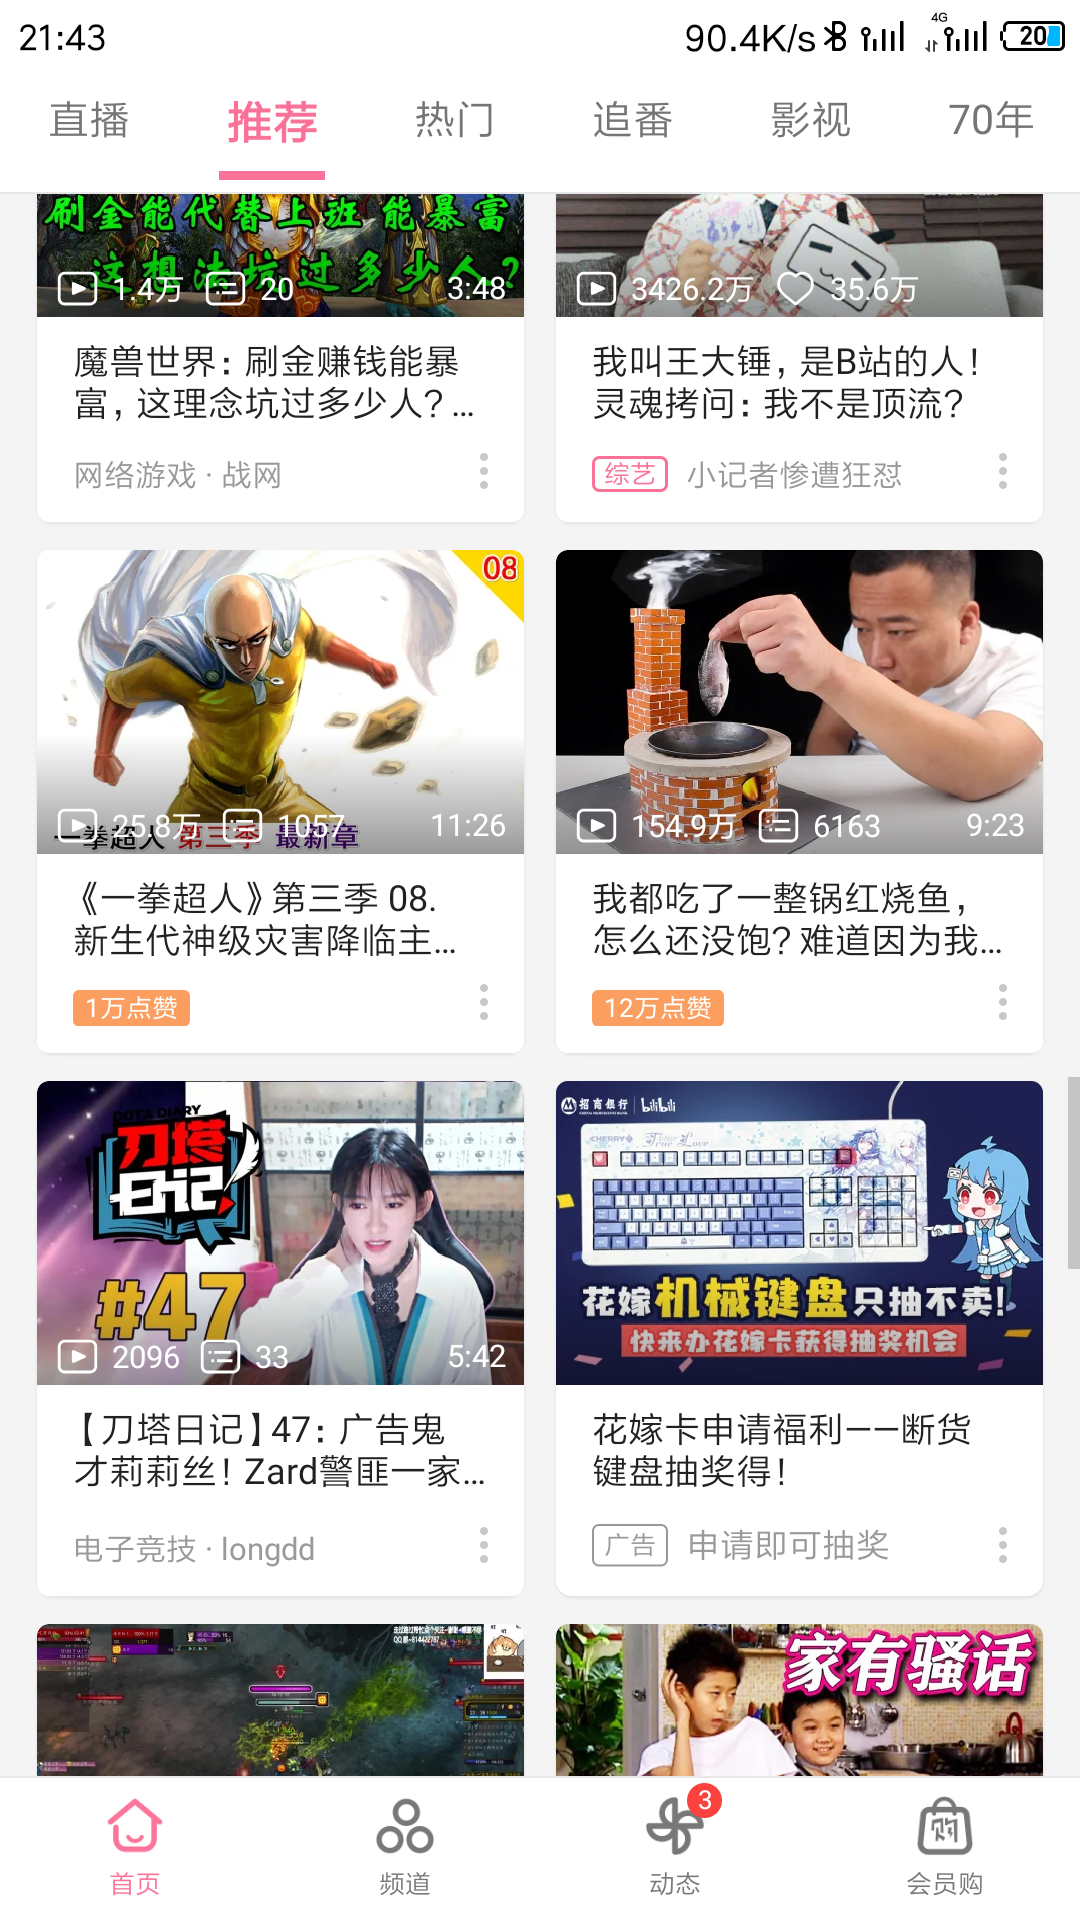 21:43
90.4K/s
4G
20
直播
推荐
热门
追番
影视
70年
刷金能代替上班 能暴富
这想法坑过多少人?
1.4万
20
3:48
3426.2万
35.6万
魔兽世界：刷金赚钱能暴
富，这理念坑过多少人？...
网络游戏 · 战网
我叫王大锤，是B站的人！
灵魂拷问：我不是顶流？
综艺
小记者惨遭狂怼
08
25.8万
1057
11:26
一拳超人 第三季 最新章
154.9万
6163
9:23
《一拳超人》第三季 08.
新生代神级灾害降临主...
1万点赞
我都吃了一整锅红烧鱼，
怎么还没饱？难道因为我...
12万点赞
DOTA DIARY
刀塔
日记
#47
2096
33
5:42
招商银行
bilibili
CHERRY
True Love
花嫁机械键盘只抽不卖!
快来办花嫁卡获得抽奖机会
【刀塔日记】47：广告鬼
才莉莉丝！Zard警匪一家...
电子竞技 · longdd
花嫁卡申请福利——断货
键盘抽奖得！
广告
申请即可抽奖
家有骚话
首页
频道
3
动态
购
会员购